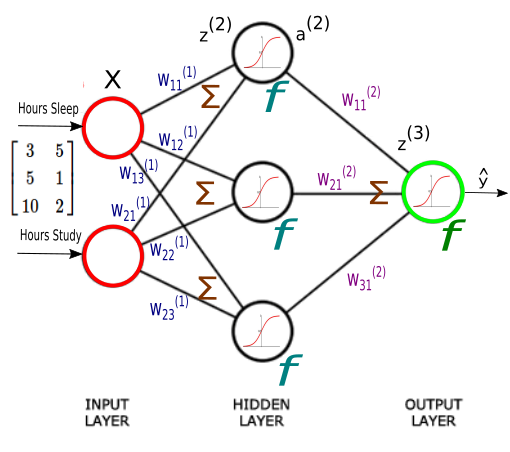 z(2) a(2)
X
W11(1)
Σ
f
W11(2)
Hours Sleep
3 5
5 1
10 2
W12(1)
z(3)
W13(1)
Σ
W21(2)
Σ
ŷ
W21(1)
f
f
Hours Study
W22(1)
W23(1)
Σ
W31(2)
f
INPUT
LAYER
HIDDEN
LAYER
OUTPUT
LAYER